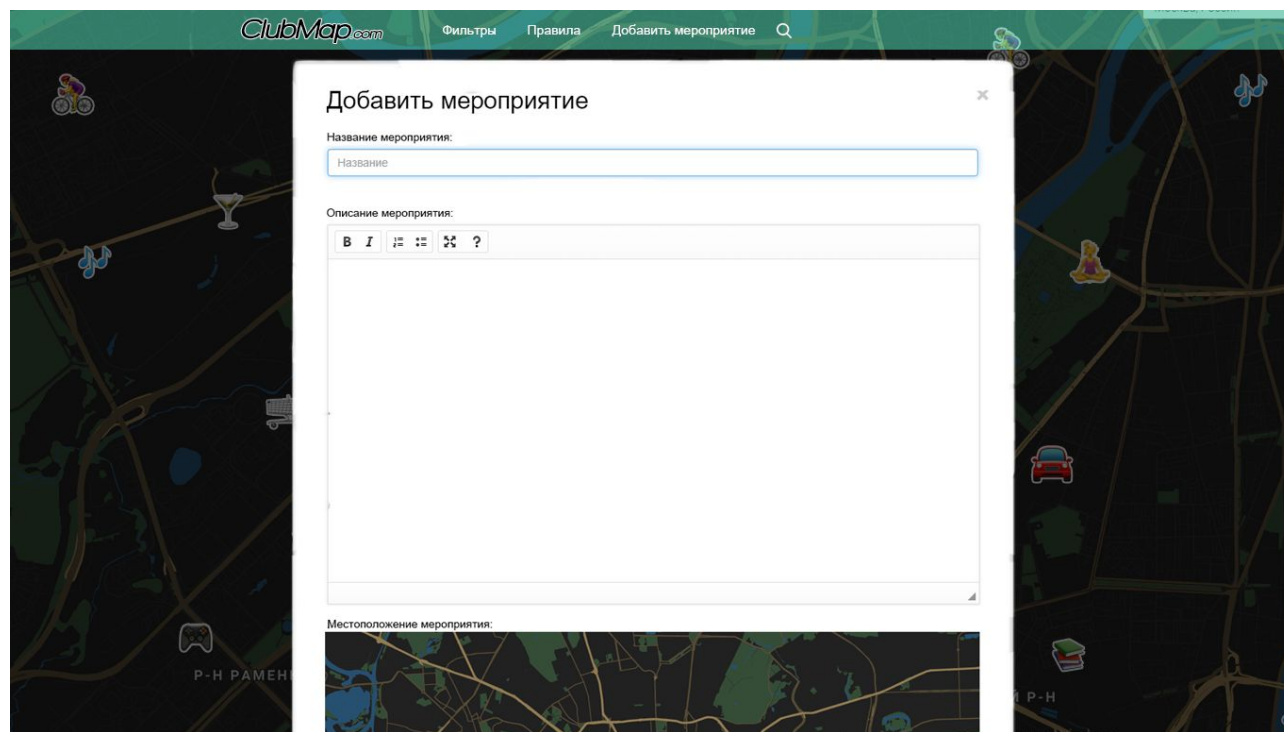 ClubMap.com Фильтры Правила Добавить мероприятие
Добавить мероприятие ×
Название мероприятия:
Название
Описание мероприятия:
B I ?
Местоположение мероприятия:
Р-Н РАМЕН
Й Р-Н